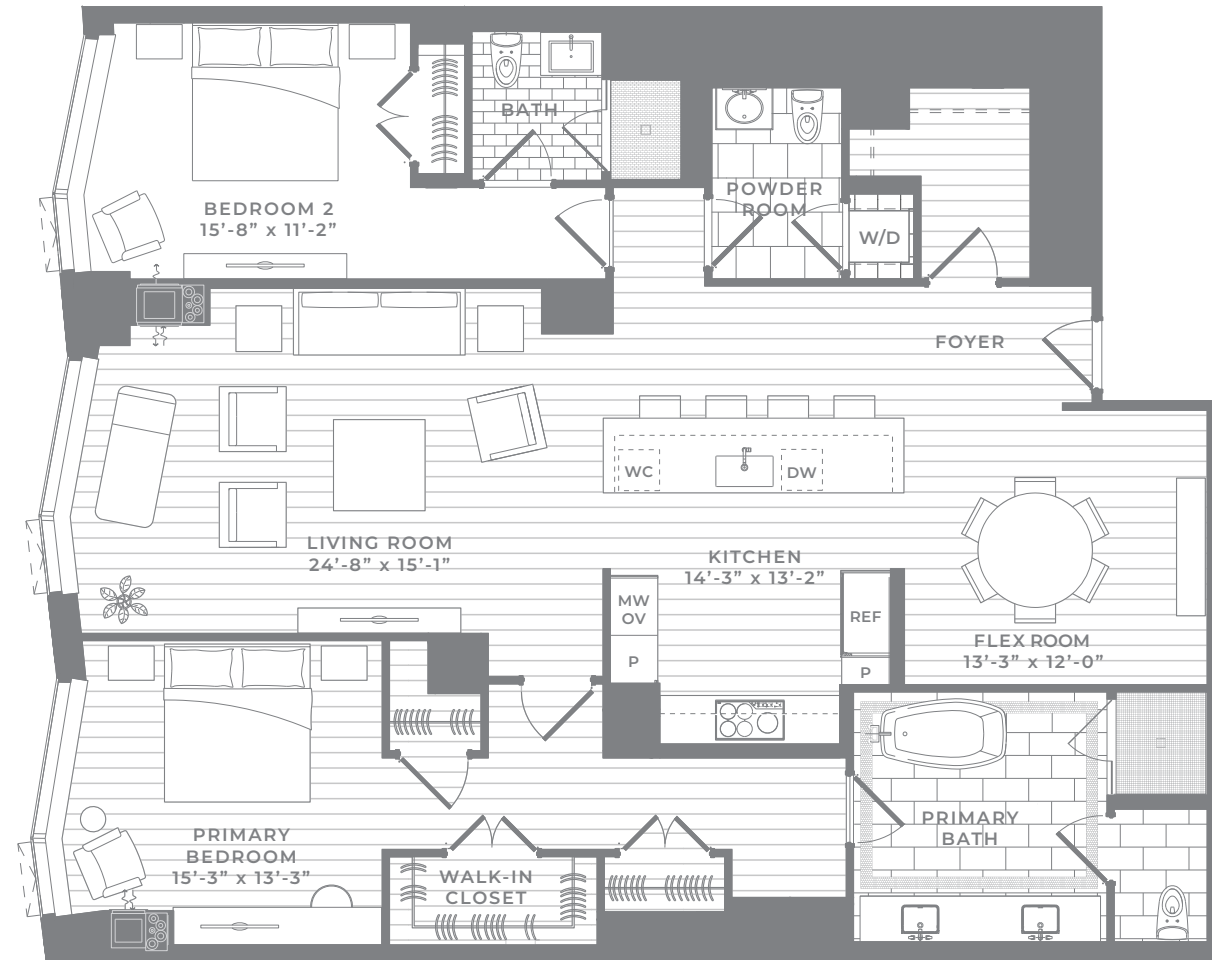 BATH
BEDROOM 2
15’-8” x 11’-2”
POWDER
ROOM
W/D
FOYER
WC
DW
LIVING ROOM
24’-8” x 15’-1”
KITCHEN
14’-3” x 13’-2”
MW
OV
P
REF
P
FLEX ROOM
13’-3” x 12’-0”
PRIMARY
BEDROOM
15’-3” x 13’-3”
WALK-IN
CLOSET
PRIMARY
BATH